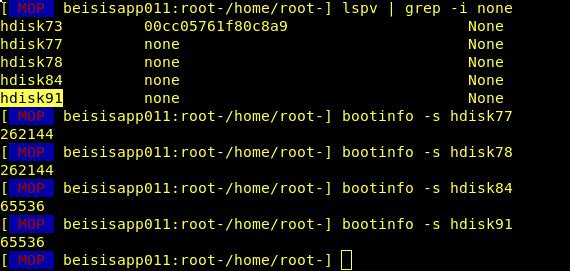 [ MOP  beisisapp011:root-/home/root-] lspv | grep -i none
hdisk73         00cc05761f80c8a9                    None
hdisk77         none                                None
hdisk78         none                                None
hdisk84         none                                None
hdisk91         none                                None
[ MOP  beisisapp011:root-/home/root-] bootinfo -s hdisk77
262144
[ MOP  beisisapp011:root-/home/root-] bootinfo -s hdisk78
262144
[ MOP  beisisapp011:root-/home/root-] bootinfo -s hdisk84
65536
[ MOP  beisisapp011:root-/home/root-] bootinfo -s hdisk91
65536
[ MOP  beisisapp011:root-/home/root-]